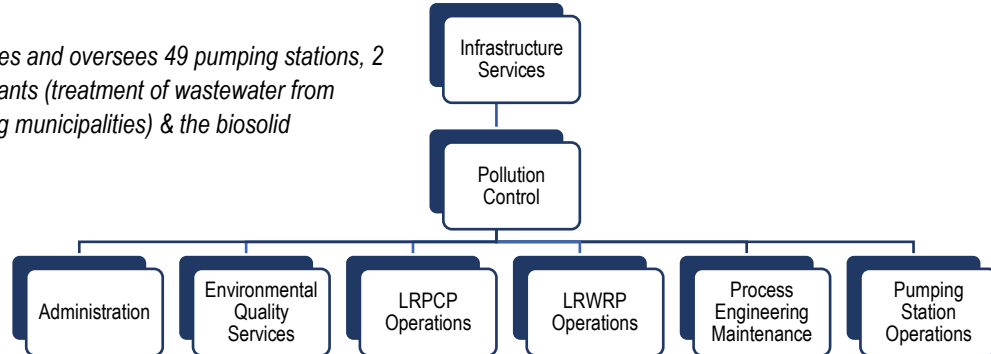 es and oversees 49 pumping stations, 2
ants (treatment of wastewater from
g municipalities) & the biosolid
Infrastructure
Services
Pollution
Control
Administration
Environmental
Quality
Services
LRPCP
Operations
LRWRP
Operations
Process
Engineering
Maintenance
Pumping
Station
Operations